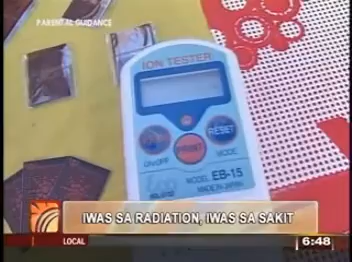 PARENTAL GUIDANCE
ION TESTER
RESET
ON/OFF
PRINT
MODE
MODEL EB-15
MADE IN JAPAN
IWAS SA RADIATION, IWAS SA SAKIT
LOCAL
6:48